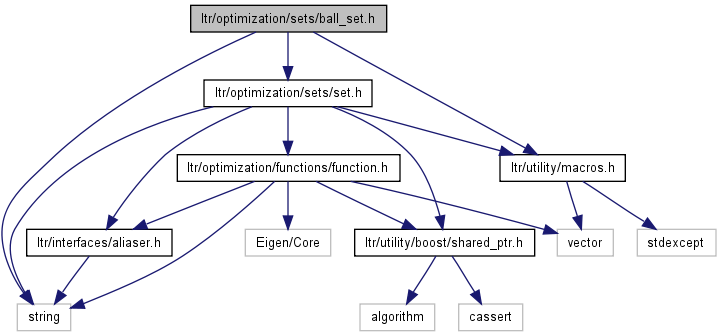 ltr/optimization/sets/ball_set.h
ltr/optimization/sets/set.h
ltr/optimization/functions/function.h
ltr/utility/macros.h
ltr/interfaces/aliaser.h
Eigen/Core
ltr/utility/boost/shared_ptr.h
vector
stdexcept
string
algorithm
cassert